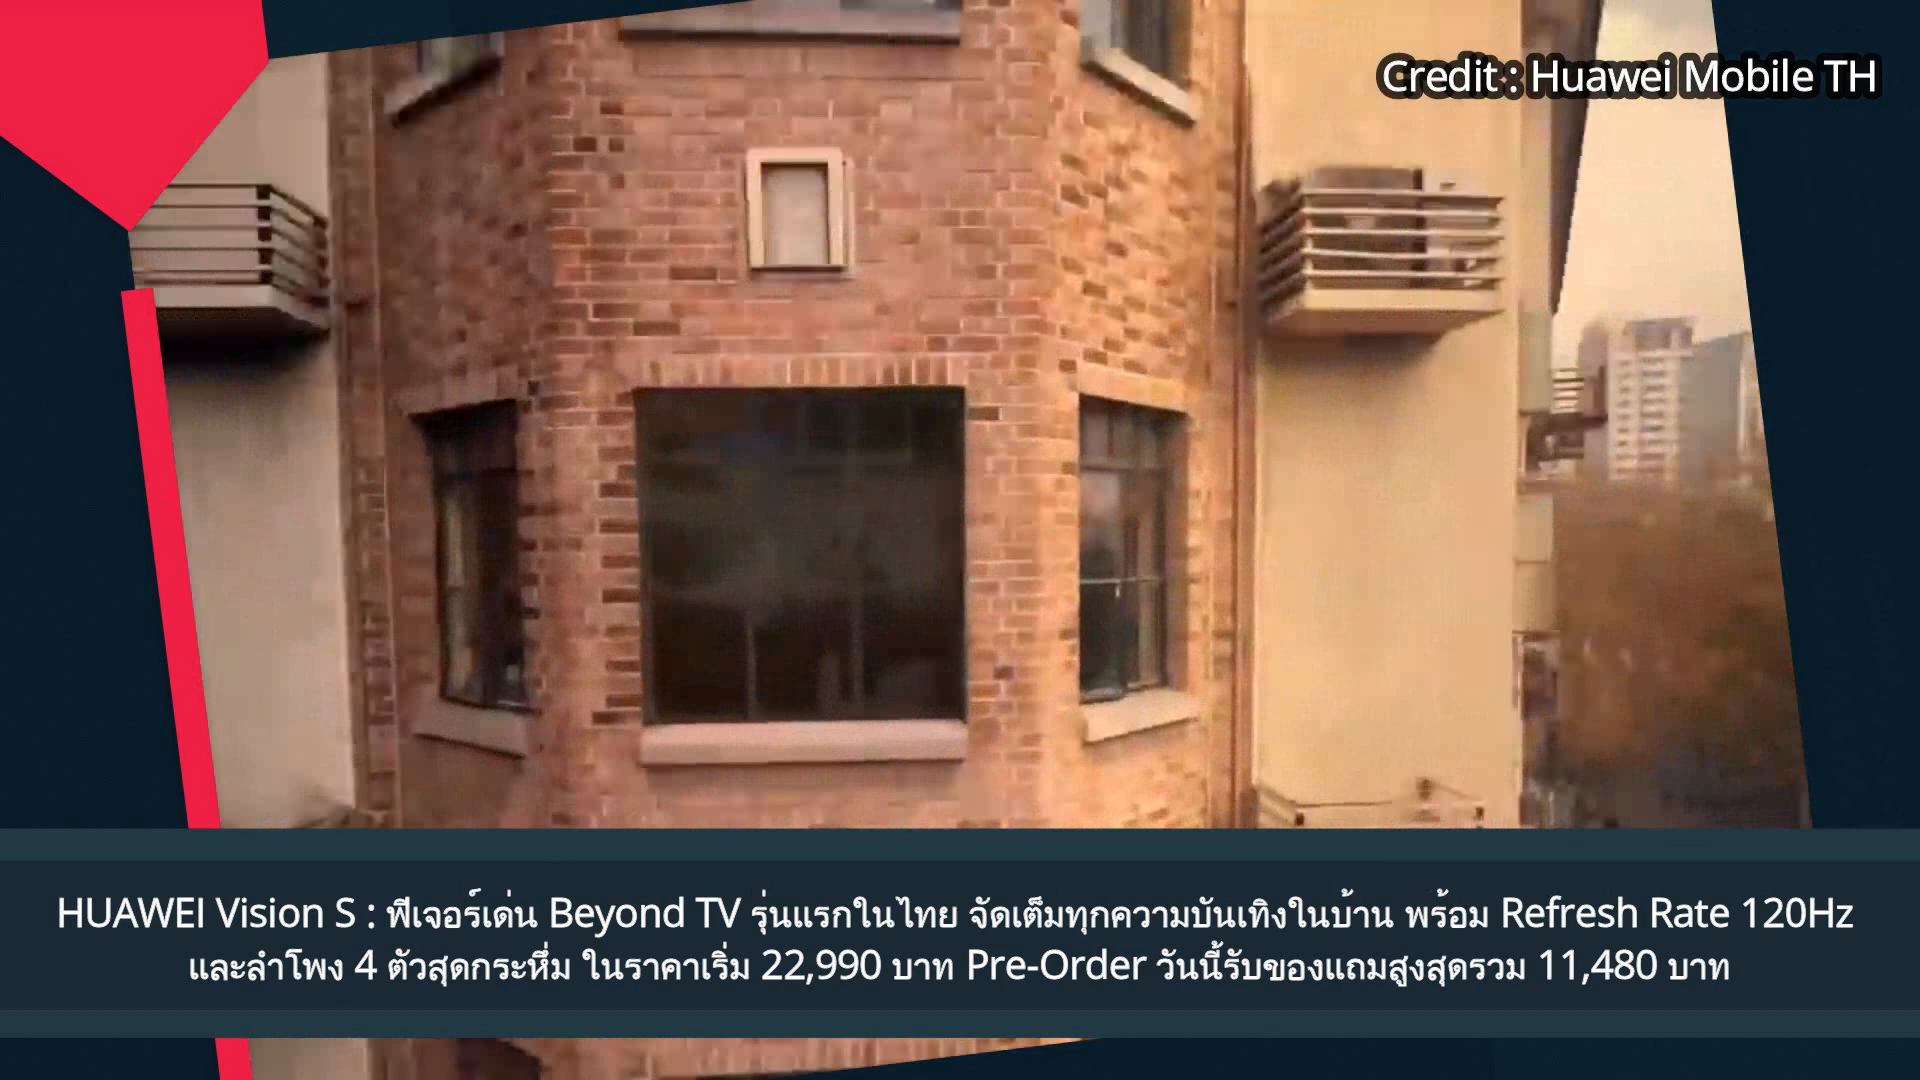 Credit : Huawei Mobile TH
HUAWEI Vision S : ฟีเจอร์เด่น Beyond TV รุ่นแรกในไทย จัดเต็มทุกความบันเทิงในบ้าน พร้อม Refresh Rate 120Hz
และลำโพง 4 ตัวสุดกระหึ่ม ในราคาเริ่ม 22,990 บาท Pre-Order วันนี้รับของแถมสูงสุดรวม 11,480 บาท